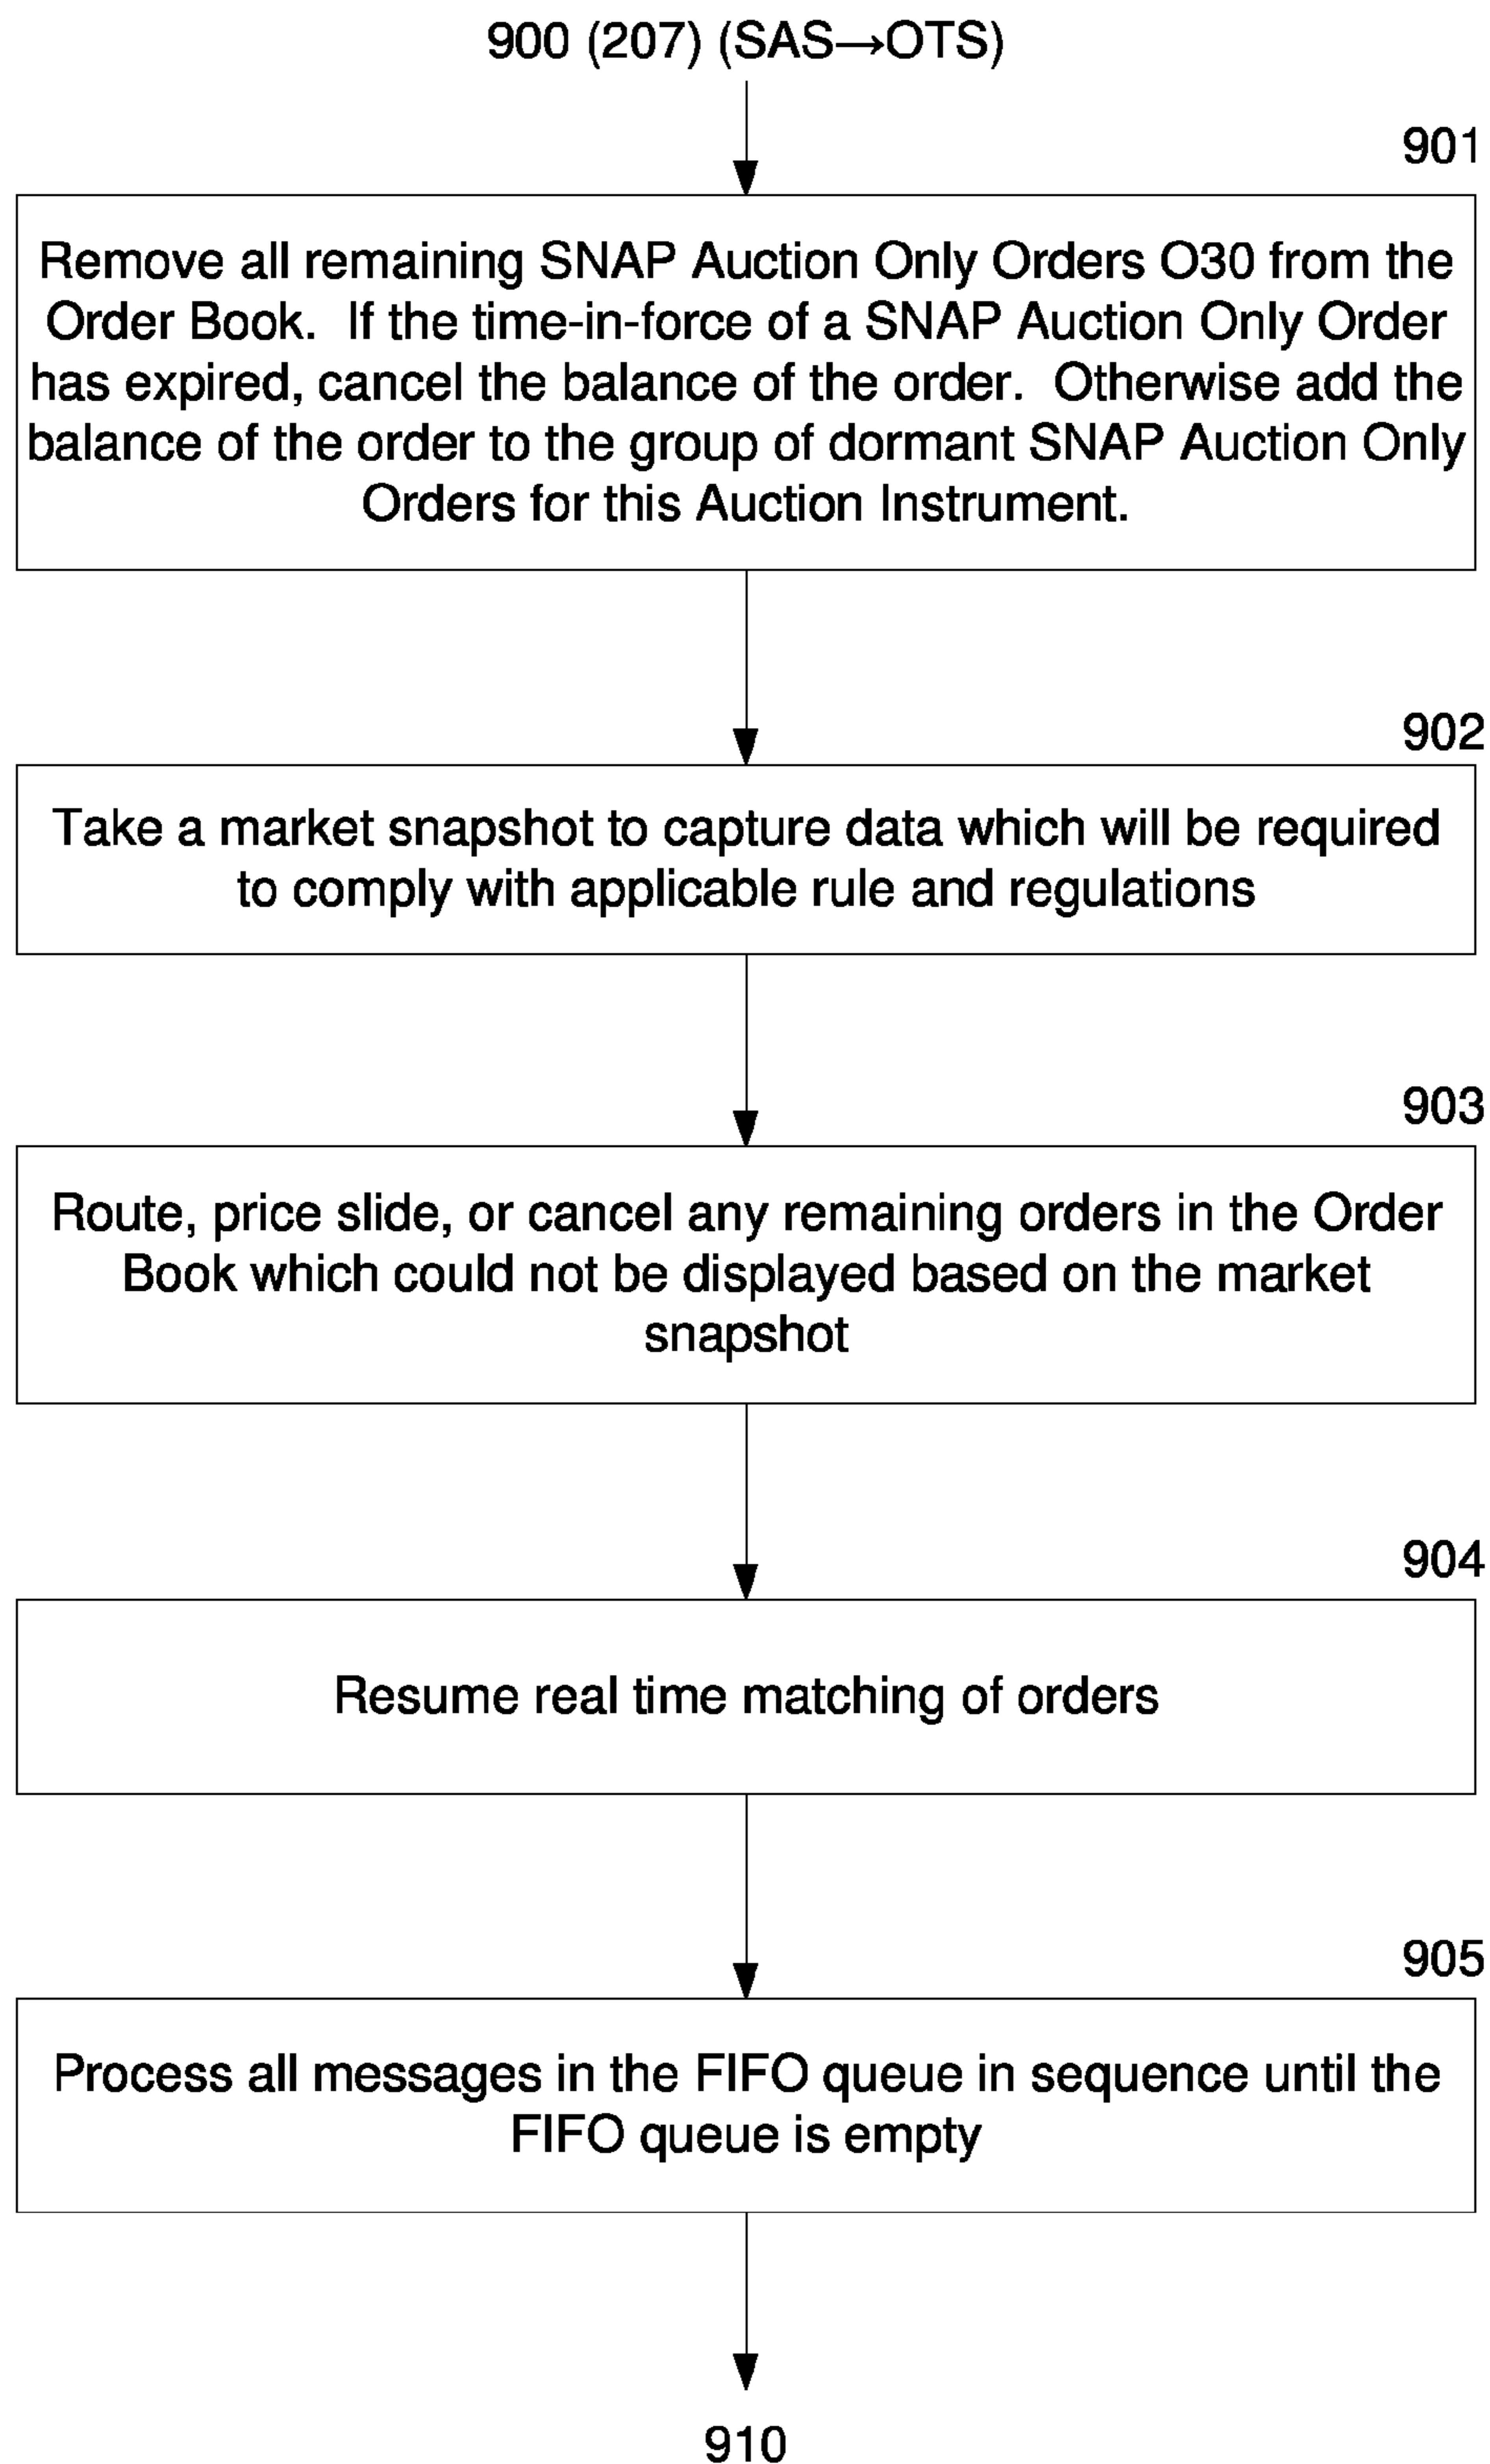 900 (207) (SAS→OTS)
901
Remove all remaining SNAP Auction Only Orders O30 from the
Order Book. If the time-in-force of a SNAP Auction Only Order
has expired, cancel the balance of the order. Otherwise add the
balance of the order to the group of dormant SNAP Auction Only
Orders for this Auction Instrument.
902
Take a market snapshot to capture data which will be required
to comply with applicable rule and regulations
903
Route, price slide, or cancel any remaining orders in the Order
Book which could not be displayed based on the market
snapshot
904
Resume real time matching of orders
905
Process all messages in the FIFO queue in sequence until the
FIFO queue is empty
910